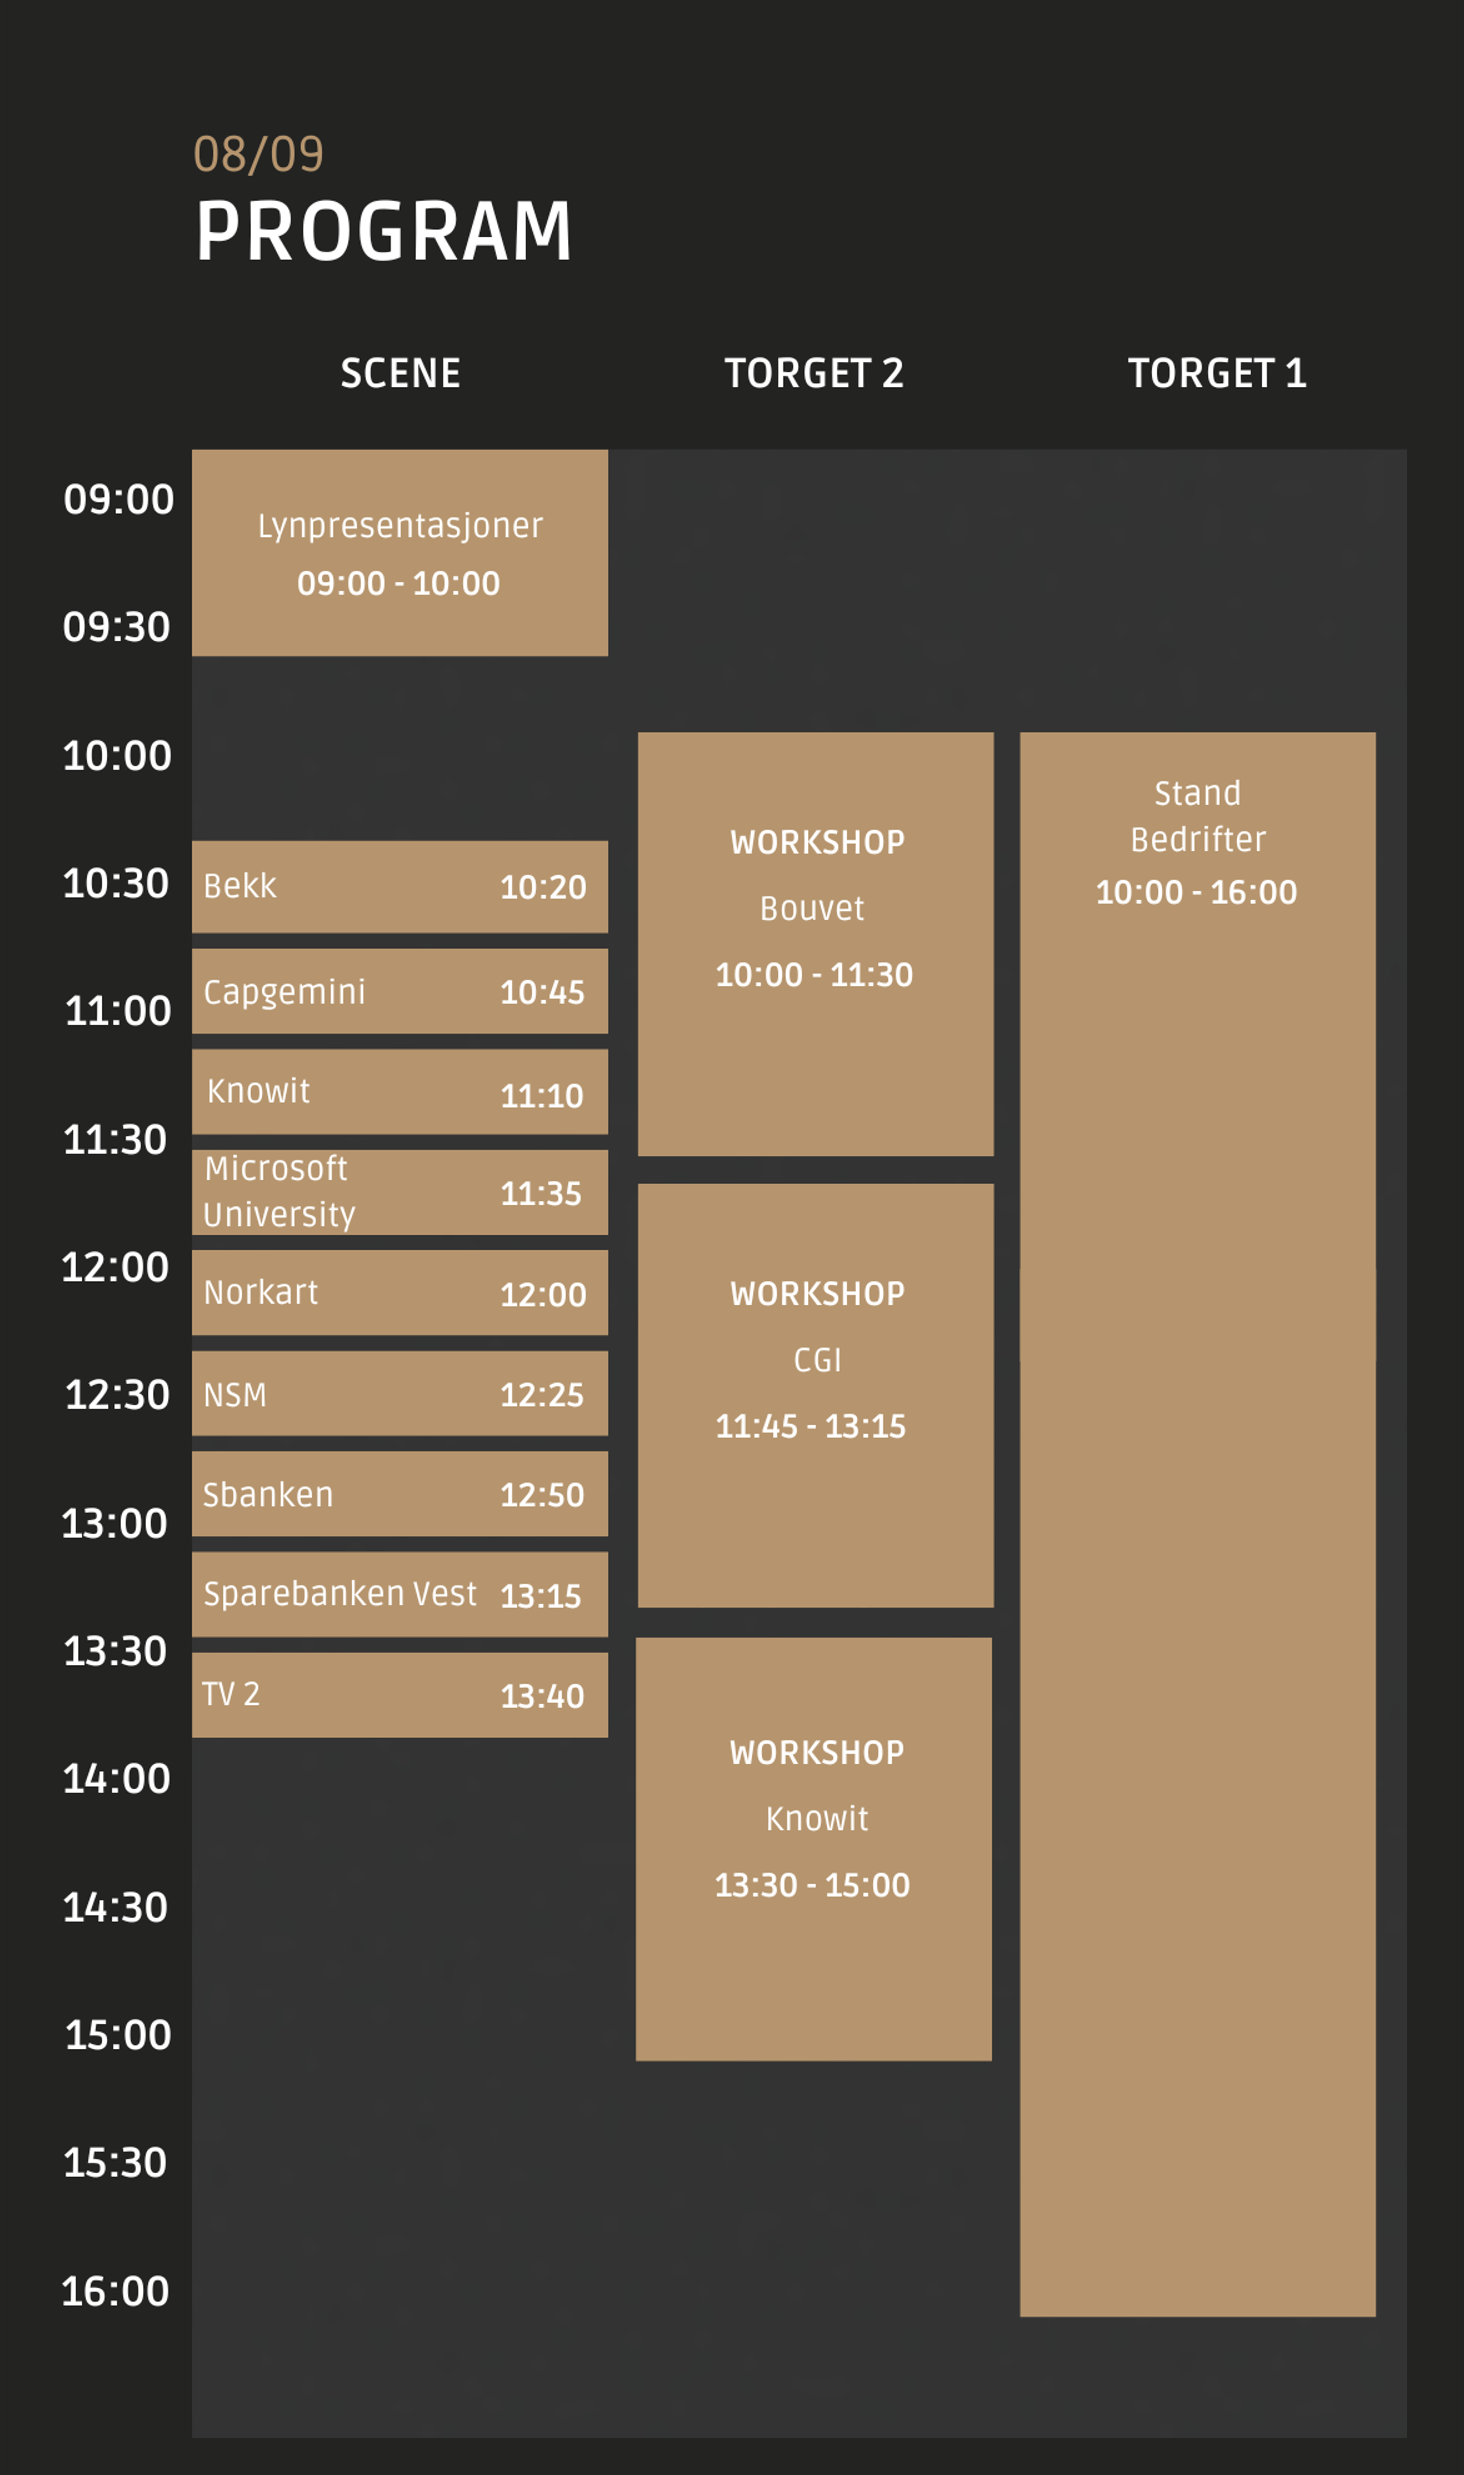 08/09
PROGRAM
SCENE
TORGET 2
TORGET 1
09:00
09:30
10:00
10:30
11:00
11:30
12:00
12:30
13:00
13:30
14:00
14:30
15:00
15:30
16:00
Lynpresentasjoner
09:00 - 10:00
Bekk 10:20
Capgemini 10:45
Knowit 11:10
Microsoft
University 11:35
Norkart 12:00
NSM 12:25
Sbanken 12:50
Sparebanken Vest 13:15
TV 2 13:40
WORKSHOP
Bouvet
10:00 - 11:30
WORKSHOP
CGI
11:45 - 13:15
WORKSHOP
Knowit
13:30 - 15:00
Stand
Bedrifter
10:00 - 16:00